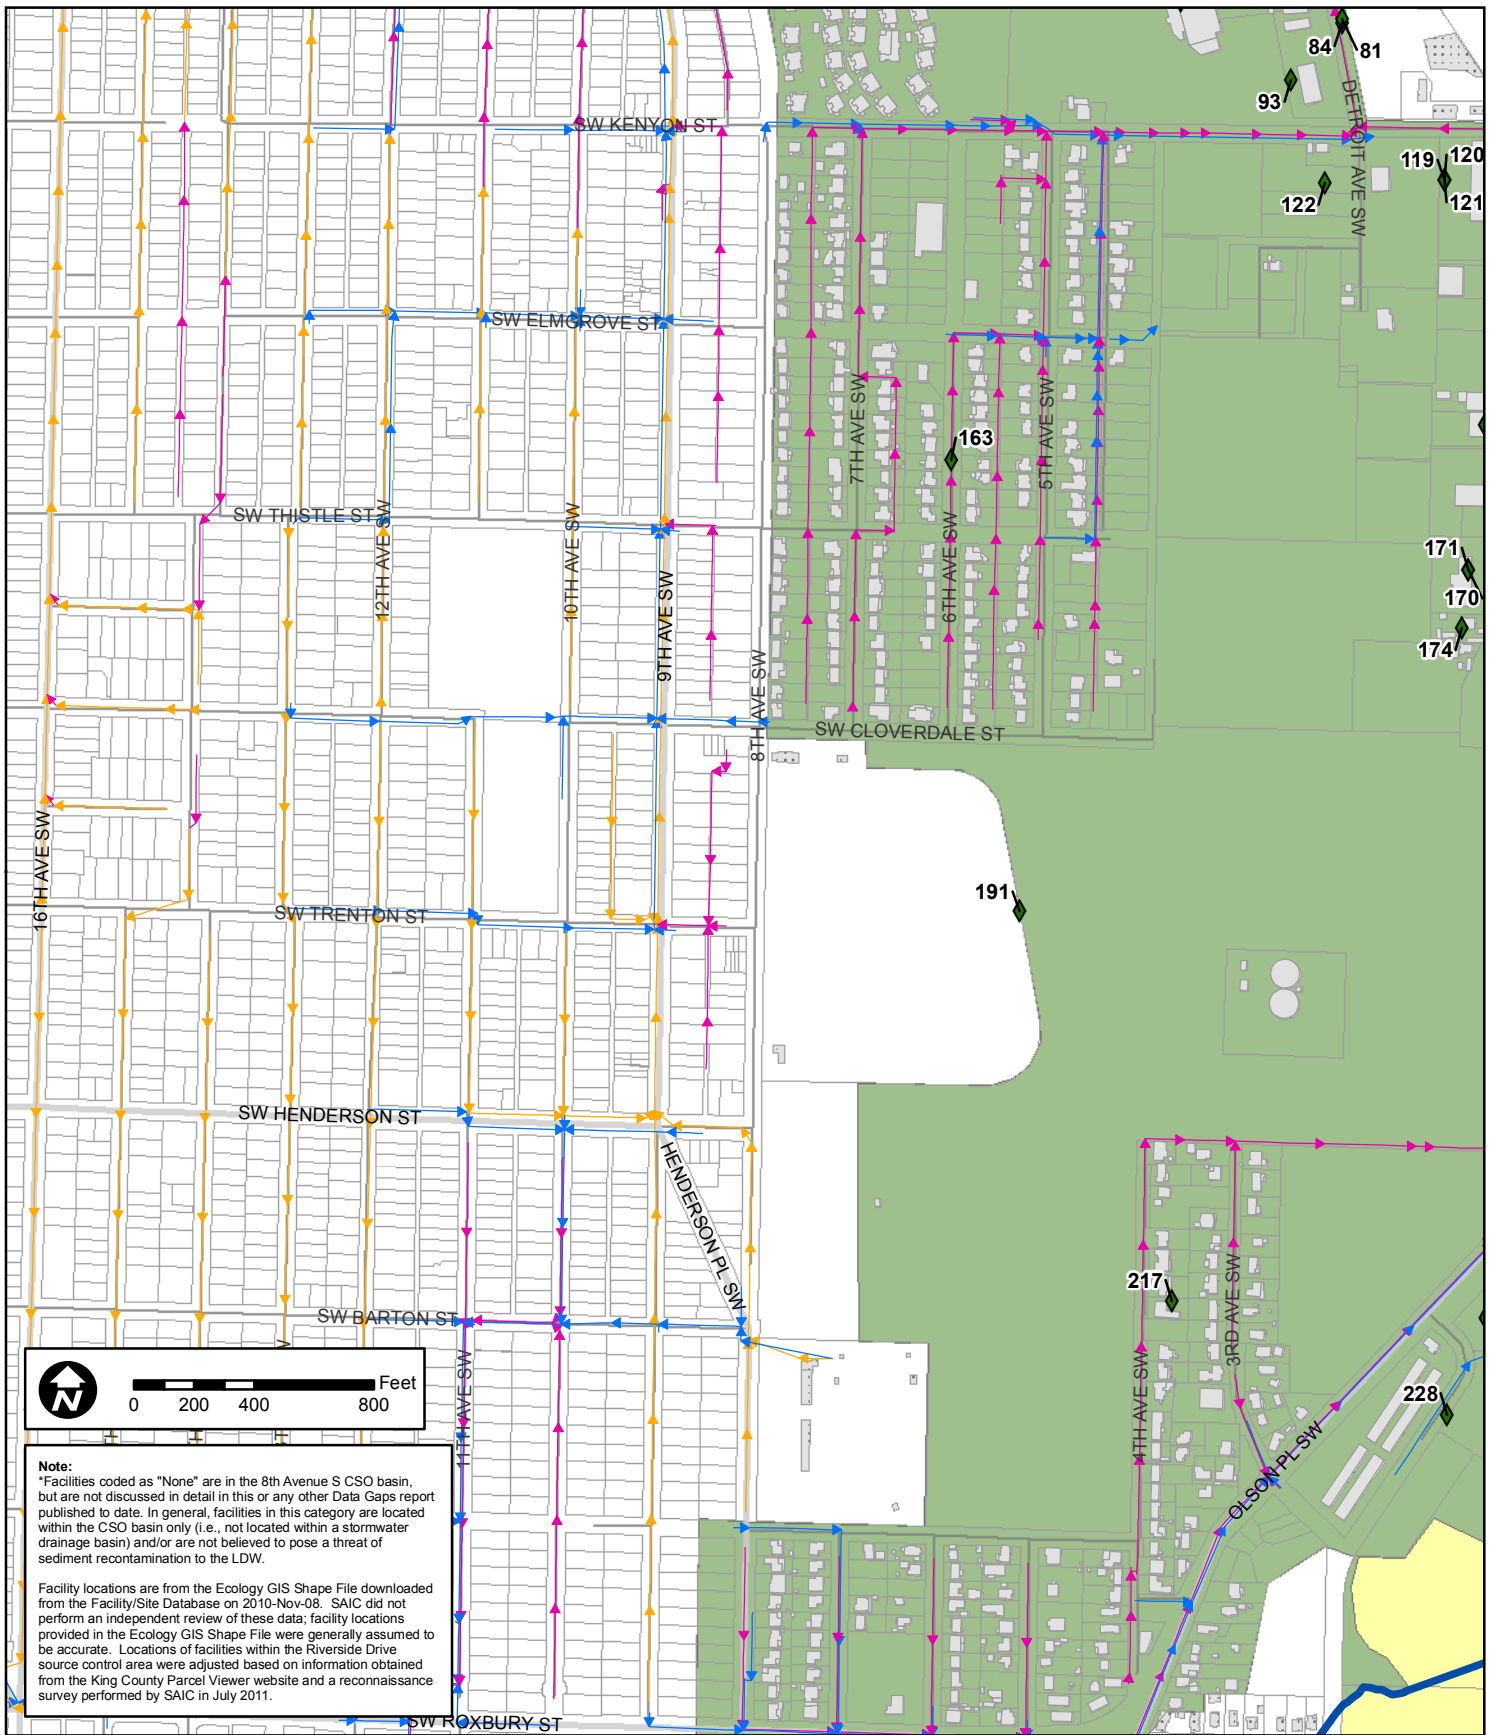 84
81
93
DETROIT AVE SW
SW KENYON ST
119
120
122
121
SW ELMGROVE ST
7TH AVE SW
5TH AVE SW
163
SW THISTLE ST
12TH AVE SW
10TH AVE SW
6TH AVE SW
9TH AVE SW
171
170
174
8TH AVE SW
SW CLOVERDALE ST
16TH AVE SW
191
SW TRENTON ST
SW HENDERSON ST
HENDERSON PL SW
217
3RD AVE SW
SW BARTON ST
11TH AVE SW
4TH AVE SW
228
OLSON PL SW
N
Feet
0 200 400 800
Note:
*Facilities coded as "None" are in the 8th Avenue S CSO basin,
but are not discussed in detail in this or any other Data Gaps report
published to date. In general, facilities in this category are located
within the CSO basin only (i.e., not located within a stormwater
drainage basin) and/or are not believed to pose a threat of
sediment recontamination to the LDW.
Facility locations are from the Ecology GIS Shape File downloaded
from the Facility/Site Database on 2010-Nov-08. SAIC did not
perform an independent review of these data; facility locations
provided in the Ecology GIS Shape File were generally assumed to
be accurate. Locations of facilities within the Riverside Drive
source control area were adjusted based on information obtained
from the King County Parcel Viewer website and a reconnaissance
survey performed by SAIC in July 2011.
SW ROXBURY ST